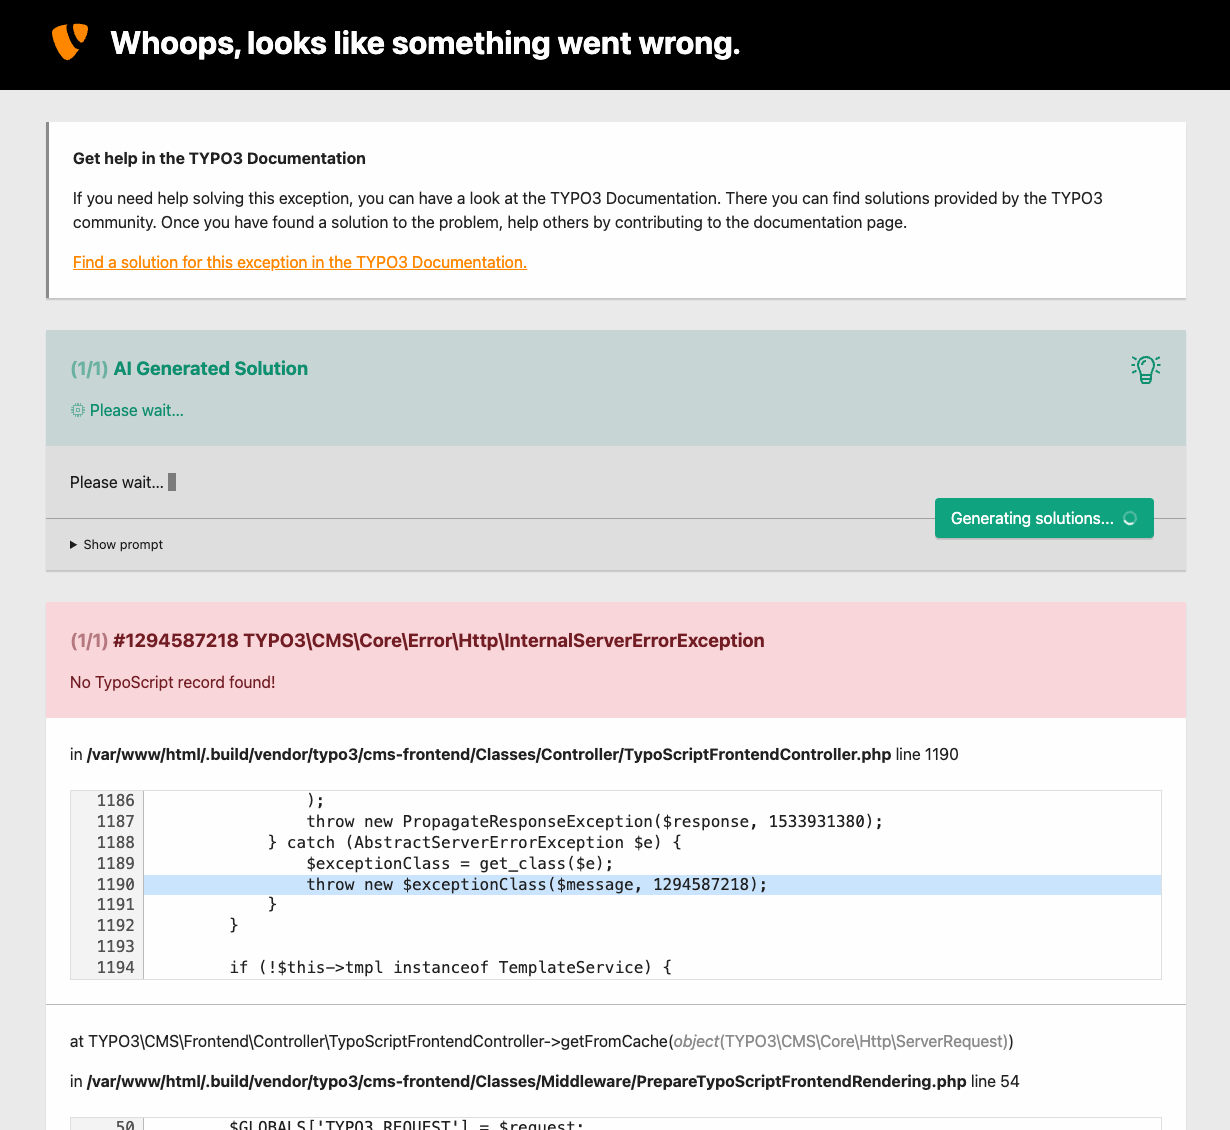 Whoops, looks like something went wrong.
Get help in the TYPO3 Documentation
If you need help solving this exception, you can have a look at the TYPO3 Documentation. There you can find solutions provided by the TYPO3
community. Once you have found a solution to the problem, help others by contributing to the documentation page.
Find a solution for this exception in the TYPO3 Documentation.
(1/1) AI Generated Solution
Please wait...
Please wait...
Generating solutions...
Show prompt
(1/1) #1294587218 TYPO3\CMS\Core\Error\Http\InternalServerErrorException
No TypoScript record found!
in /var/www/html/.build/vendor/typo3/cms-frontend/Classes/Controller/TypoScriptFrontendController.php line 1190
1186 );
1187 throw new PropagateResponseException($response, 1533931380);
1188 } catch (AbstractServerErrorException $e) {
1189 $exceptionClass = get_class($e);
1190 throw new $exceptionClass($message, 1294587218);
1191 }
1192 }
1193
1194 if (!$this->tmpl instanceof TemplateService) {
at TYPO3\CMS\Frontend\Controller\TypoScriptFrontendController->getFromCache(object(TYPO3\CMS\Core\Http\ServerRequest))
in /var/www/html/.build/vendor/typo3/cms-frontend/Classes/Middleware/PrepareTypoScriptFrontendRendering.php line 54
50 $GLOBALS['TYPO3_REQUEST'] = $request;